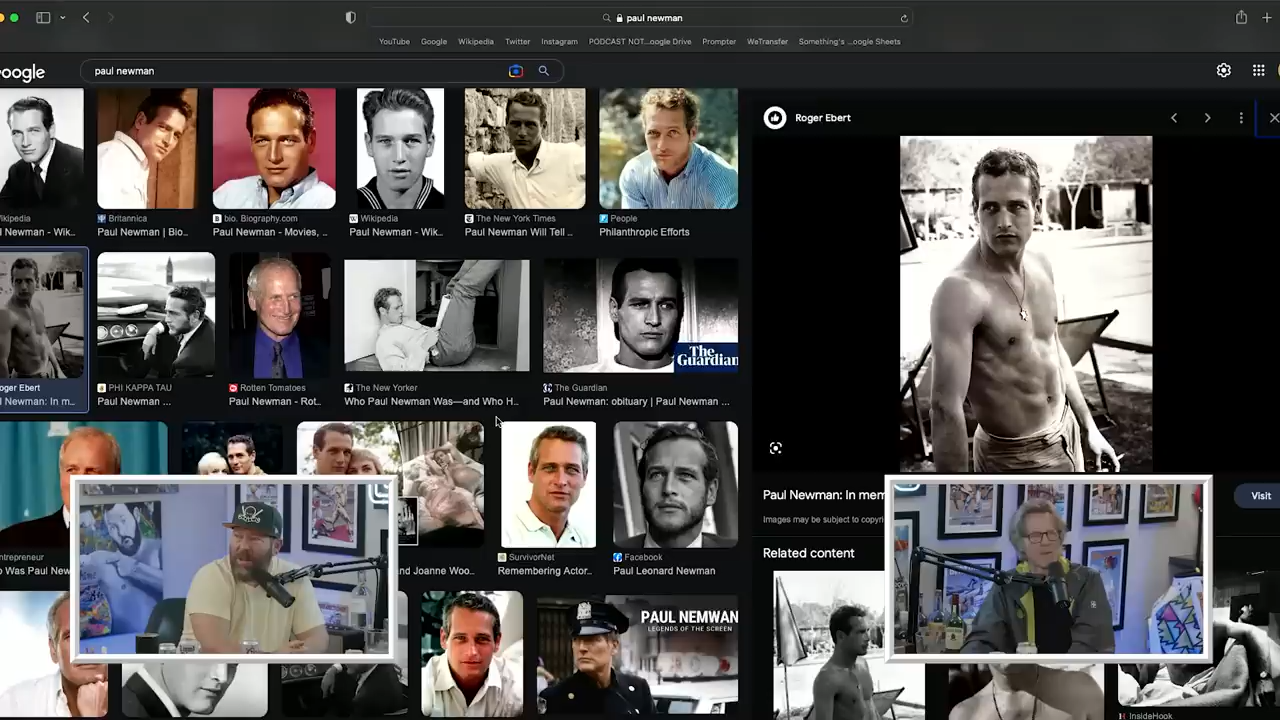 paul newman
YouTube
Google
Wikipedia
Twitter
Instagram
PODCAST NOT...oogle Drive
Prompter
WeTransfer
Something's ...oogle Sheets
oogle
paul newman
Roger Ebert
ikipedia
Britannica
bio. Biography.com
Wikipedia
The New York Times
People
l Newman - Wik..
Paul Newman | Bio..
Paul Newman - Movies, ..
Paul Newman - Wik..
Paul Newman Will Tell ..
Philanthropic Efforts
The
Guardian
oger Ebert
PHI KAPPA TAU
Rotten Tomatoes
The New Yorker
The Guardian
l Newman: In m...
Paul Newman ...
Paul Newman - Rot..
Who Paul Newman Was—and Who H..
Paul Newman: obituary | Paul Newman ...
Paul Newman: In mem
Visit
Images may be subject to copyri
Related content
ntrepreneur
SurvivorNet
Facebook
o Was Paul New
nd Joanne Woo...
Remembering Actor..
Paul Leonard Newman
PAUL NEMWAN
LEGENDS OF THE SCREEN
InsideHook